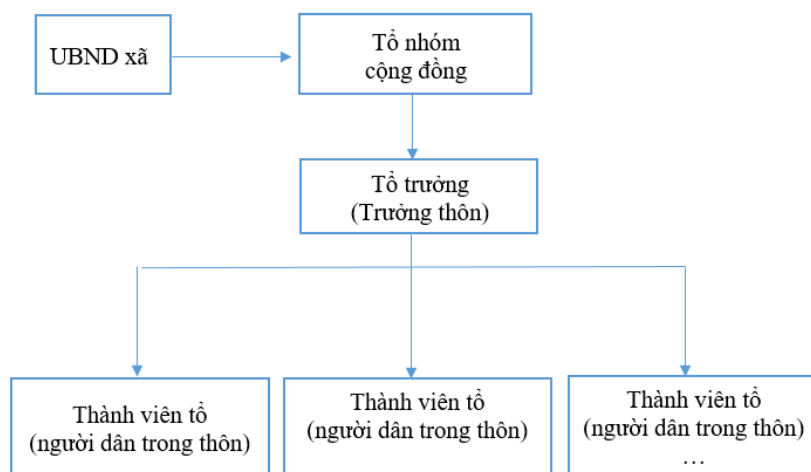 UBND xã
Tổ nhóm
cộng đồng
Tổ trưởng
(Trưởng thôn)
Thành viên tổ
(người dân trong thôn)
Thành viên tổ
(người dân trong thôn)
Thành viên tổ
(người dân trong thôn)
…